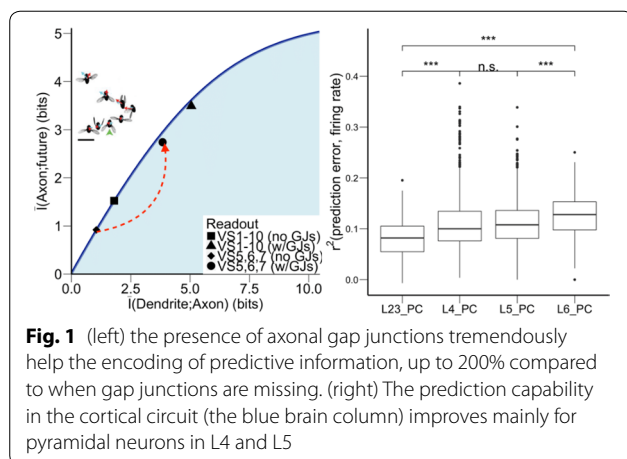 5
4
3
2
1
0
Ī(Axon;future) (bits)
Readout
VS1-10 (no GJs)
VS1-10 (w/GJs)
VS5,6,7 (no GJs)
VS5,6,7 (w/GJs)
0.0 2.5 5.0 7.5 10.0
Ī(Dendrite;Axon) (bits)
***
*** n.s. ***
0.4
0.3
0.2
0.1
0.0
r²(prediction error, firing rate)
L23_PC L4_PC L5_PC L6_PC
Fig. 1 (left) the presence of axonal gap junctions tremendously
help the encoding of predictive information, up to 200% compared
to when gap junctions are missing. (right) The prediction capability
in the cortical circuit (the blue brain column) improves mainly for
pyramidal neurons in L4 and L5